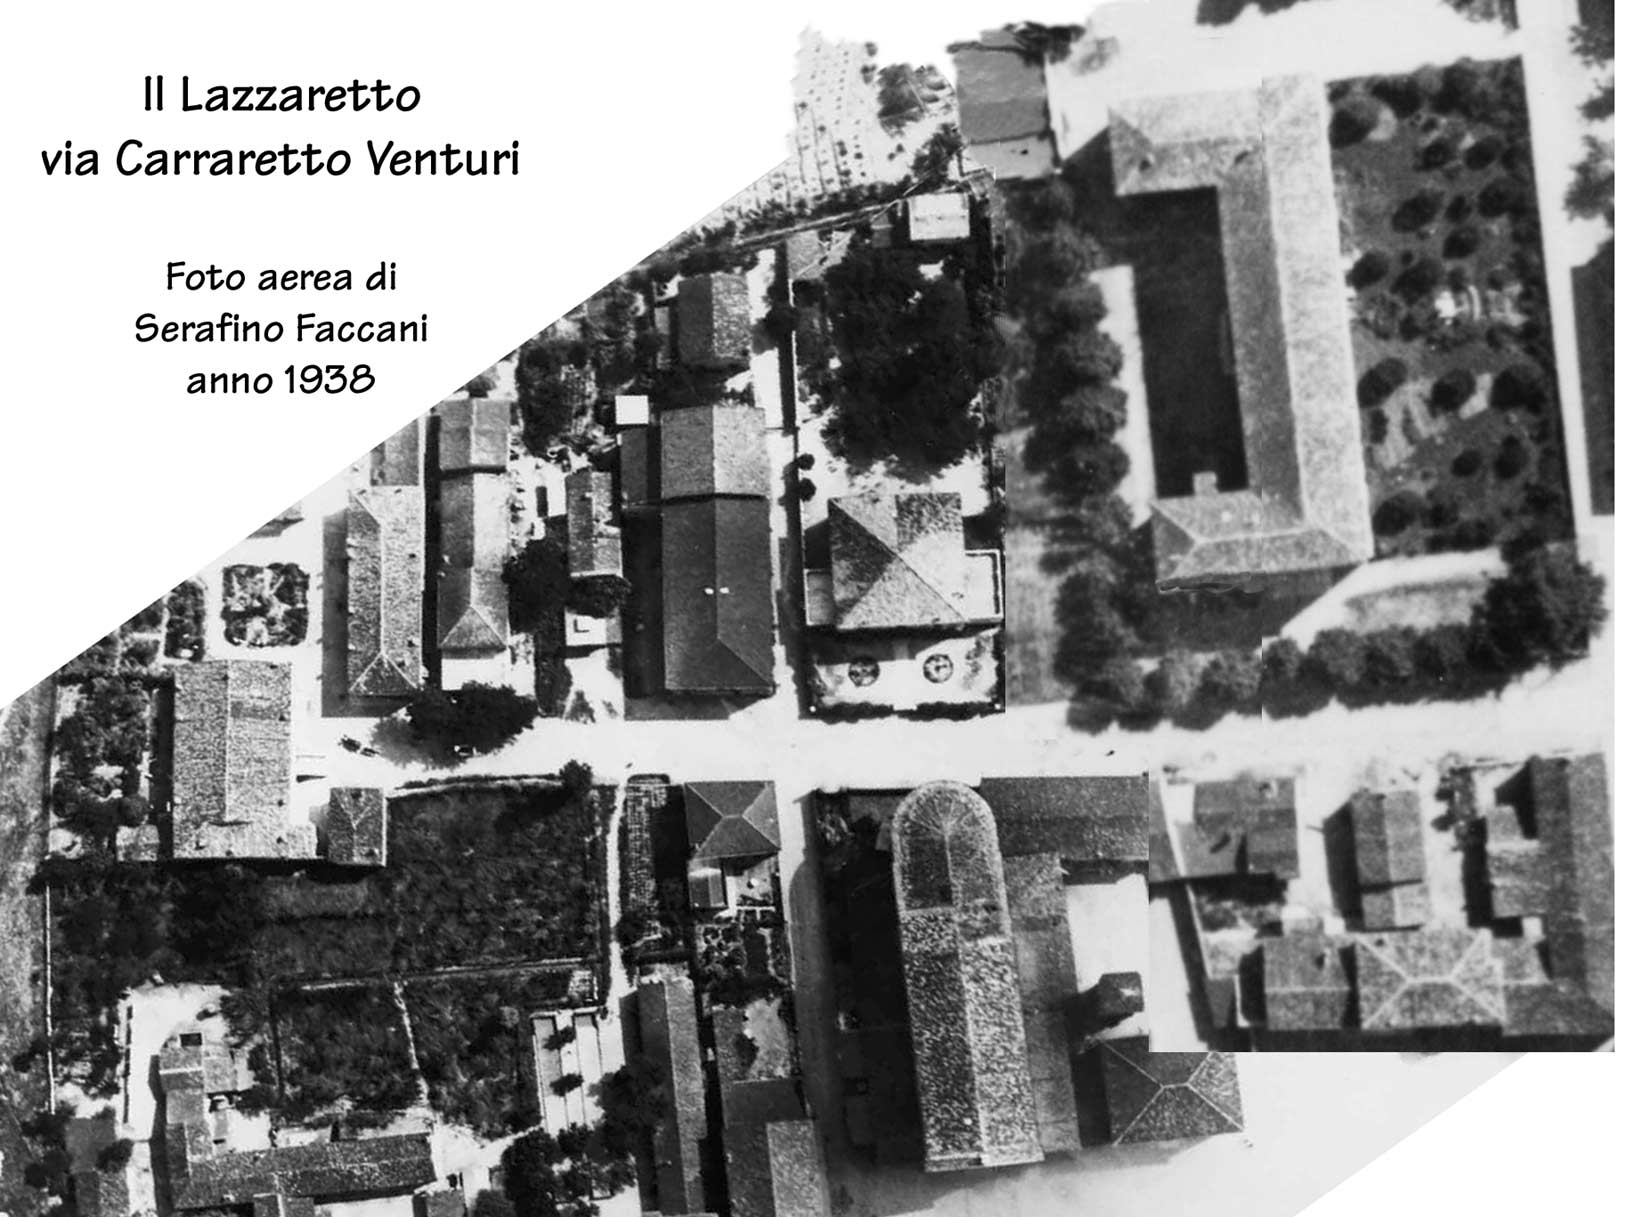 Il Lazzaretto
via Carraretto Venturi
Foto aerea di
Serafino Faccani
anno 1938